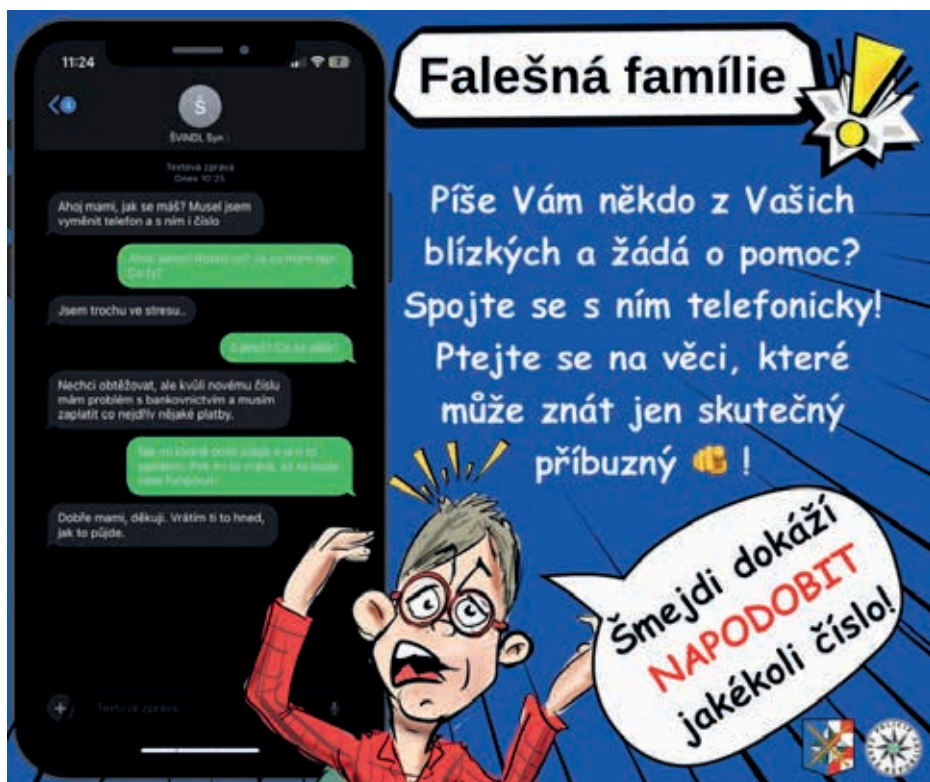 11:24
Š
ŠVINDL Syn
Textová zpráva
Dnes 10:25
Ahoj mami, jak se máš? Musel jsem
vyměnit telefon a s ním i číslo
Co ty?
Jsem trochu ve stresu..
Nechci obtěžovat, ale kvůli novému číslu
mám problém s bankovnictvím a musím
zaplatit co nejdřív nějaké platby.
Dobře mami, děkuji. Vrátím ti to hned,
jak to půjde.
Textová zpráva
Falešná famílie
Píše Vám někdo z Vašich
blízkých a žádá o pomoc?
Spojte se s ním telefonicky!
Ptejte se na věci, které
může znát jen skutečný
příbuzný !
Šmejdi dokáží
NAPODOBIT
jakékoli číslo!